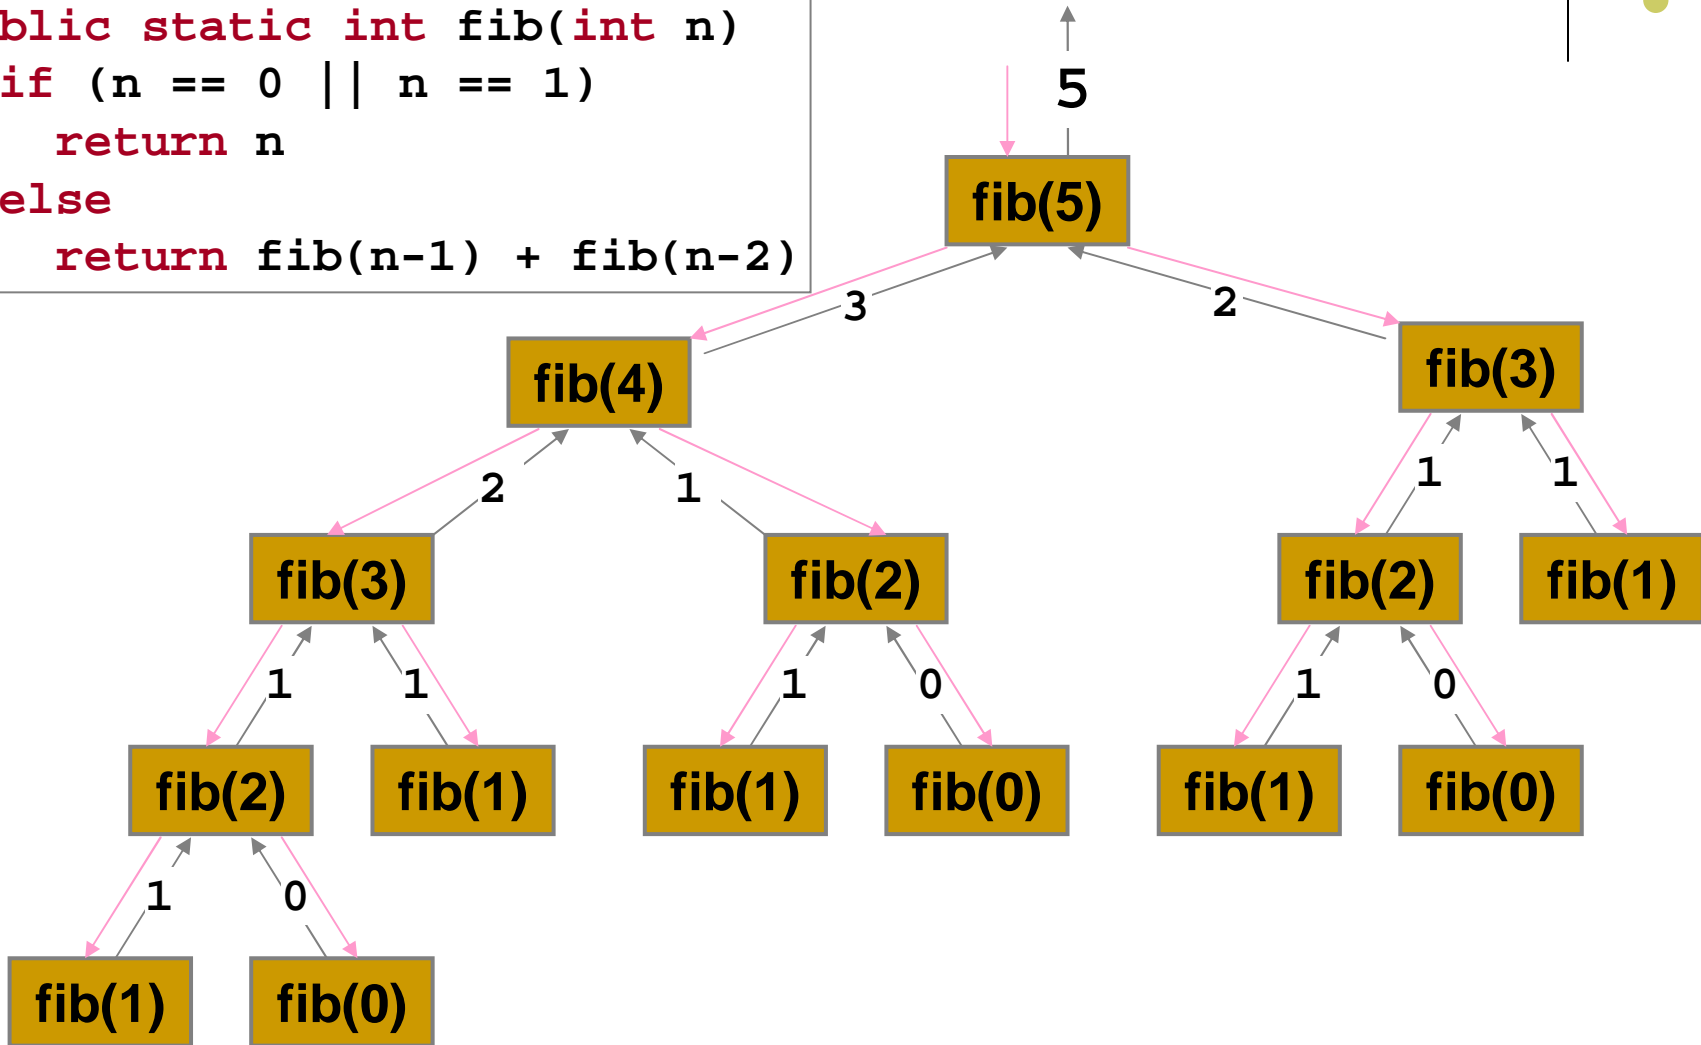 blic static int fib(int n)
if (n == 0 || n == 1)
return n
else
return fib(n-1) + fib(n-2)
5
fib(5)
3
2
fib(4)
fib(3)
2
1
1
1
fib(3)
fib(2)
fib(2)
fib(1)
1
1
1
0
1
0
fib(2)
fib(1)
fib(1)
fib(0)
fib(1)
fib(0)
1
0
fib(1)
fib(0)